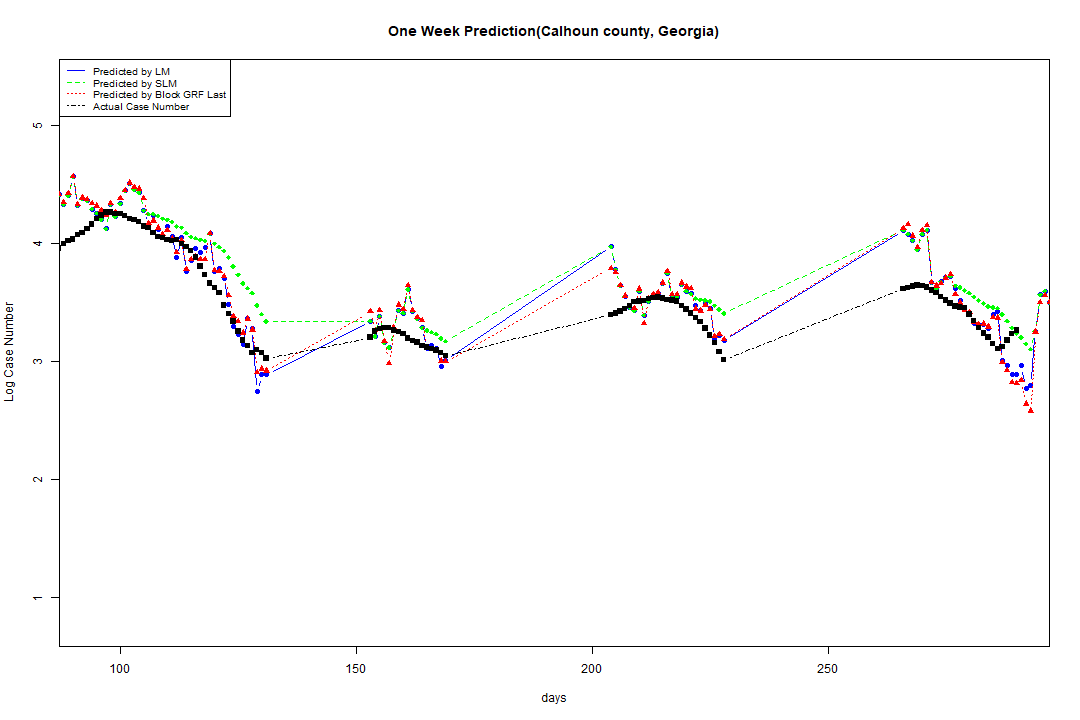 One Week Prediction(Calhoun county, Georgia)
Predicted by LM
Predicted by SLM
Predicted by Block GRF Last
Actual Case Number
5
4
3
2
1
Log Case Number
100 150 200 250
days